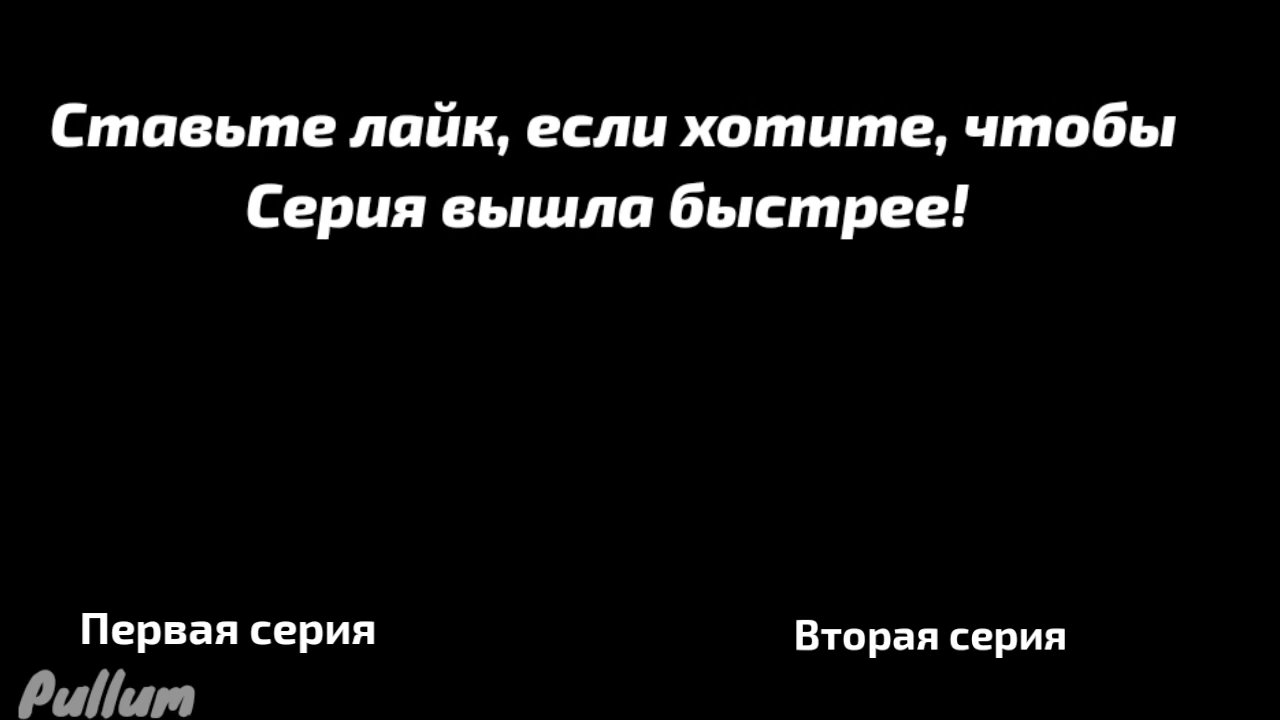 Ставьте лайк, если хотите, чтобы
Серия вышла быстрее!
Первая серия
Вторая серия
Pullum